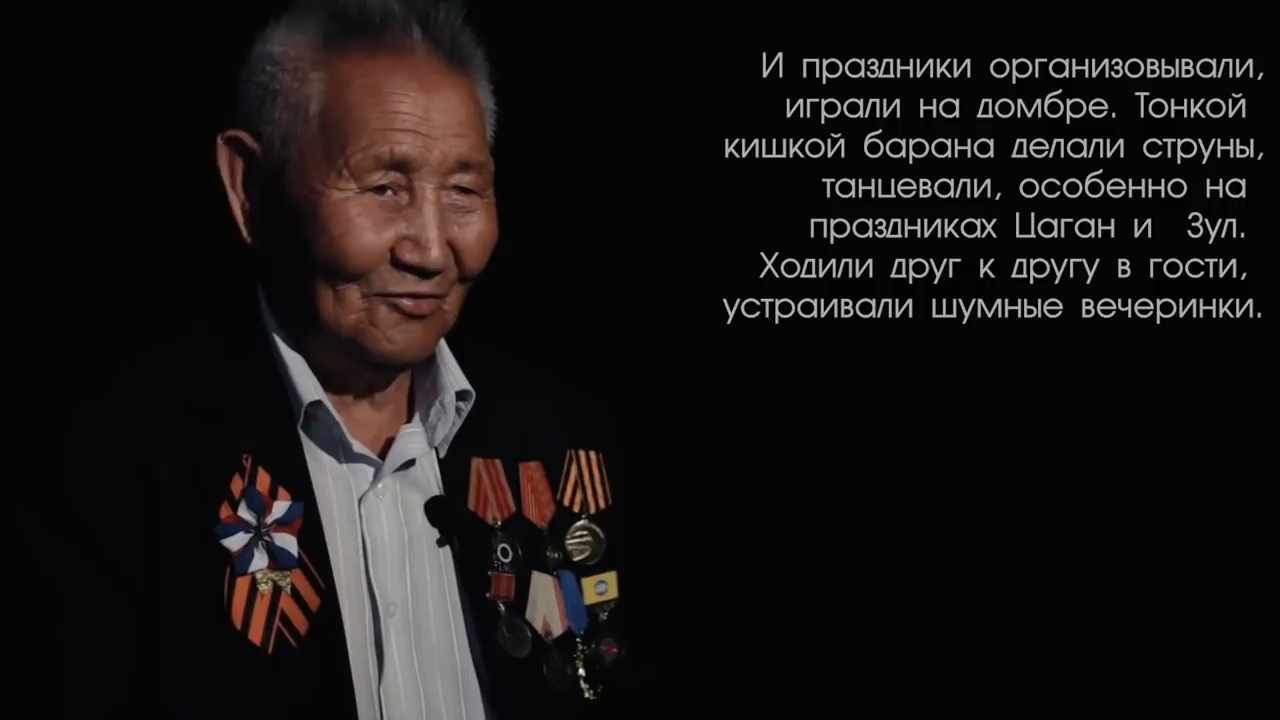 И праздники организовывали,
играли на домбре. Тонкой
кишкой барана делали струны,
танцевали, особенно на
праздниках Цаган и Зул.
Ходили друг к другу в гости,
устраивали шумные вечеринки.